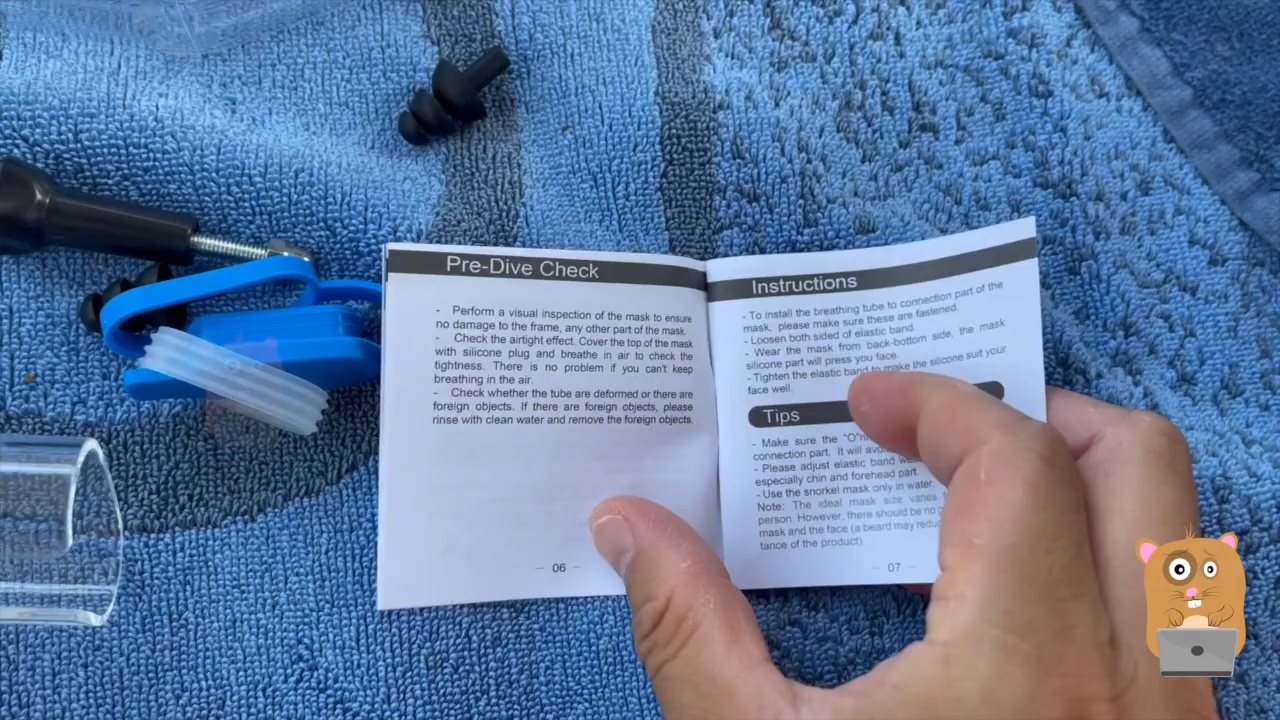 Pre-Dive Check
- Perform a visual inspection of the mask to ensure
no damage to the frame, any other part of the mask.
- Check the airtight effect. Cover the top of the mask
with silicone plug and breathe in air to check the
tightness. There is no problem if you can't keep
breathing in the air.
- Check whether the tube are deformed or there are
foreign objects. If there are foreign objects, please
rinse with clean water and remove the foreign objects.
06
Instructions
- To install the breathing tube to connection part of the
mask, please make sure these are fastened.
- Loosen both sides of elastic band.
- Wear the mask from back-bottom side, the mask
silicone part will press you face.
- Tighten the elastic band to make the silicone suit your
face well.
Tips
- Make sure the "O"
connection part. It will
- Please adjust elastic band
especially chin and forehead part.
- Use the snorkel mask only in water.
Note: The ideal mask size varies
person. However, there should be no
mask and the face (a beard may
tance of the product).
07